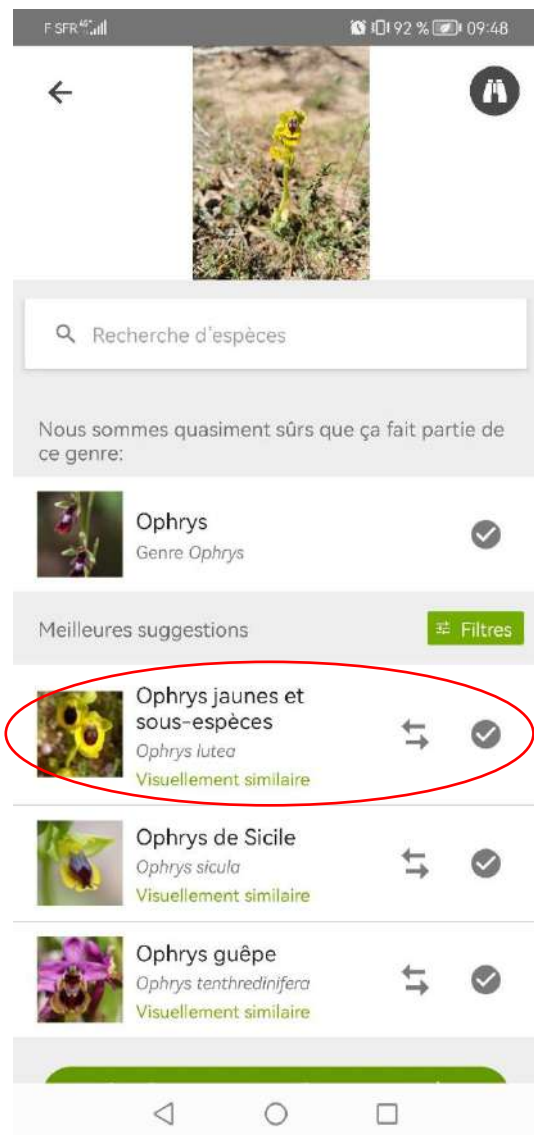 F SFR 4G 92 % 09:48
Recherche d'espèces
Nous sommes quasiment sûrs que ça fait partie de
ce genre:
Ophrys
Genre Ophrys
Meilleures suggestions
Filtres
Ophrys jaunes et
sous-espèces
Ophrys lutea
Visuellement similaire
Ophrys de Sicile
Ophrys sicula
Visuellement similaire
Ophrys guêpe
Ophrys tenthredinifera
Visuellement similaire